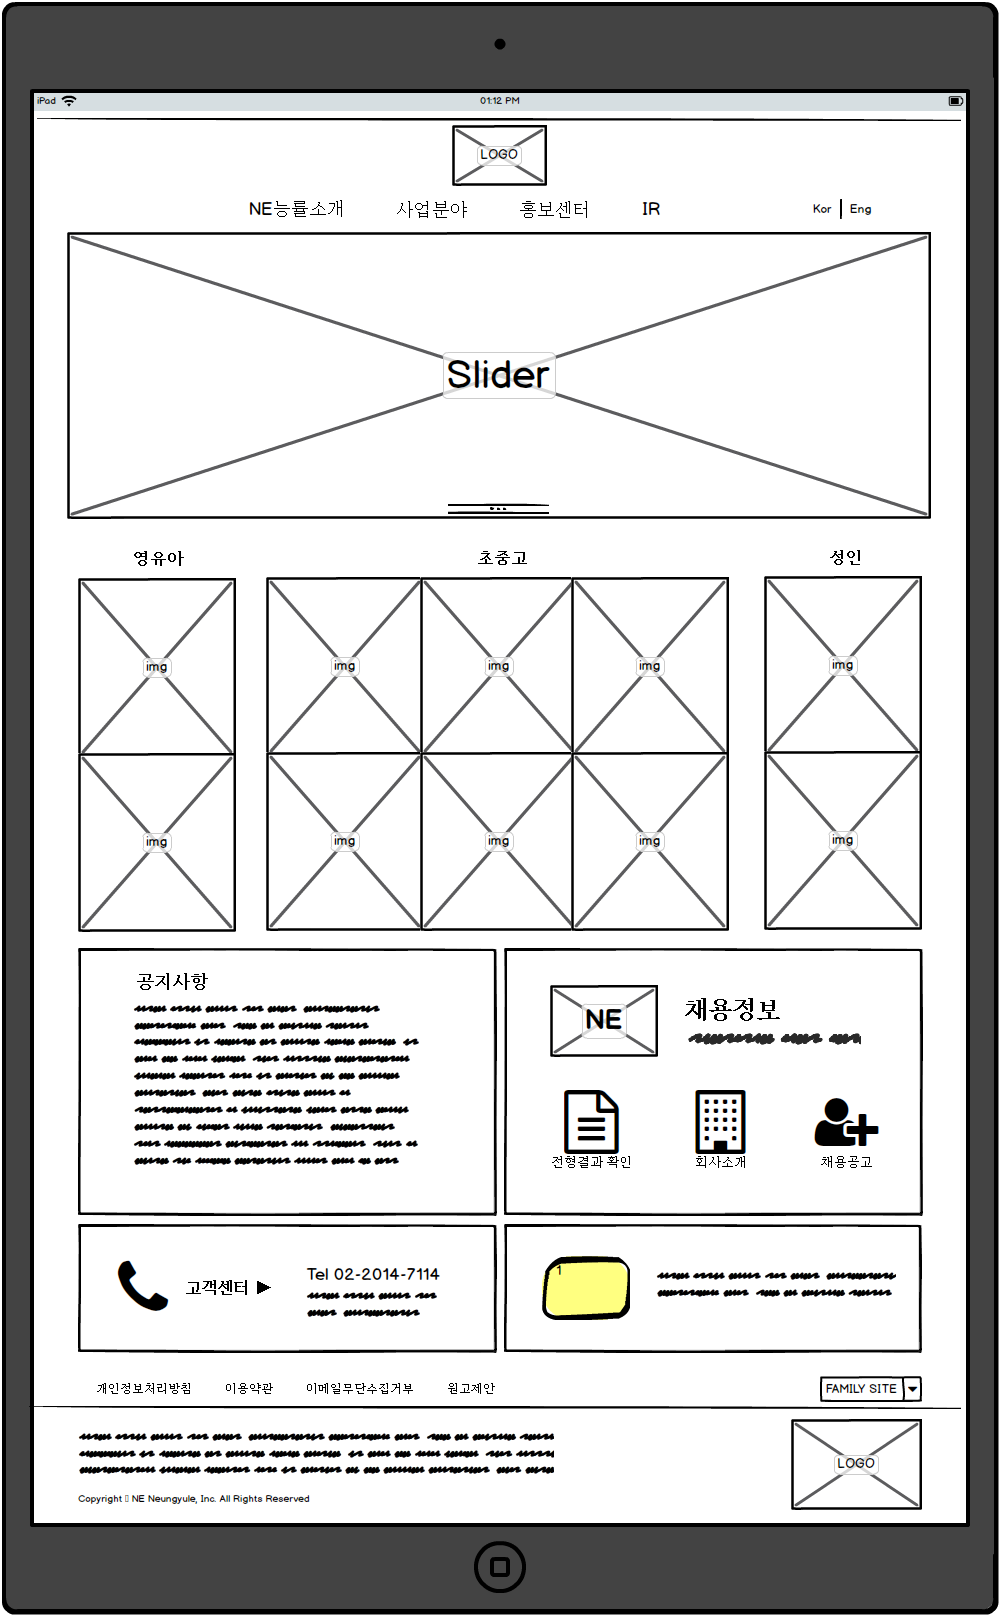 iPad 01:12 PM
LOGO
NE능률소개 사업분야 홍보센터 IR Kor Eng
Slider
영유아 초중고 성인
img img img img img
img img img img img
공지사항
NE 채용정보
전형결과 확인 회사소개 채용공고
고객센터 ▶ Tel 02-2014-7114
1
개인정보처리방침 이용약관 이메일무단수집거부 원고제안 FAMILY SITE
LOGO
Copyright ▯ NE Neungyule, Inc. All Rights Reserved